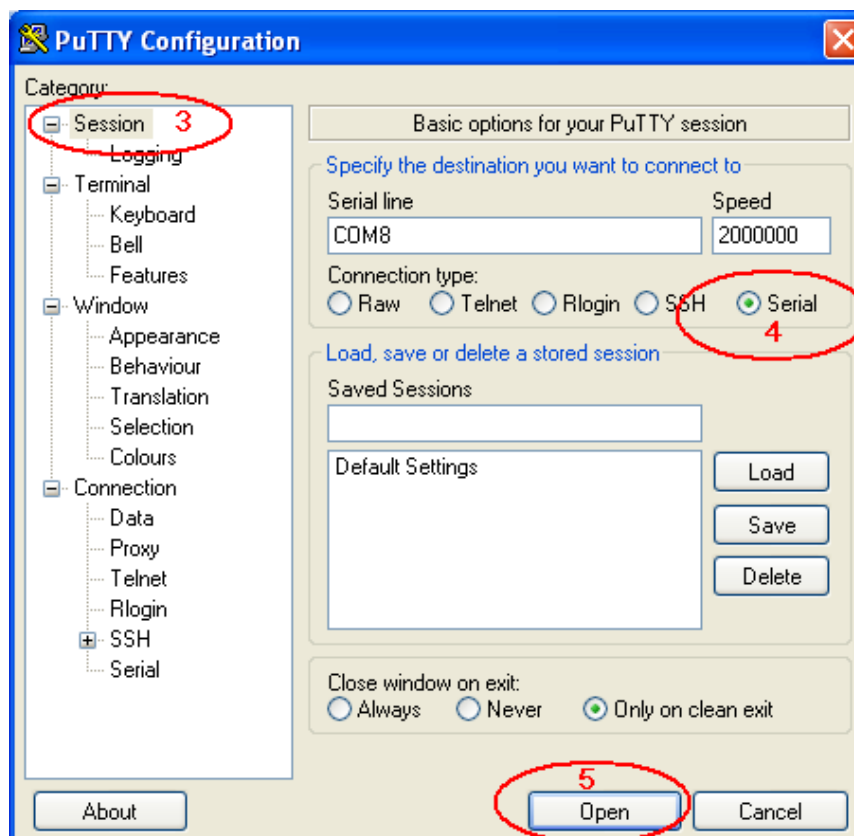 PuTTY Configuration
Category:
Session 3
Logging
Terminal
Keyboard
Bell
Features
Window
Appearance
Behaviour
Translation
Selection
Colours
Connection
Data
Proxy
Telnet
Rlogin
SSH
Serial
Basic options for your PuTTY session
Specify the destination you want to connect to
Serial line Speed
COM8 2000000
Connection type:
Raw Telnet Rlogin SSH Serial
4
Load, save or delete a stored session
Saved Sessions
Default Settings
Load
Save
Delete
Close window on exit:
Always Never Only on clean exit
5
About Open Cancel